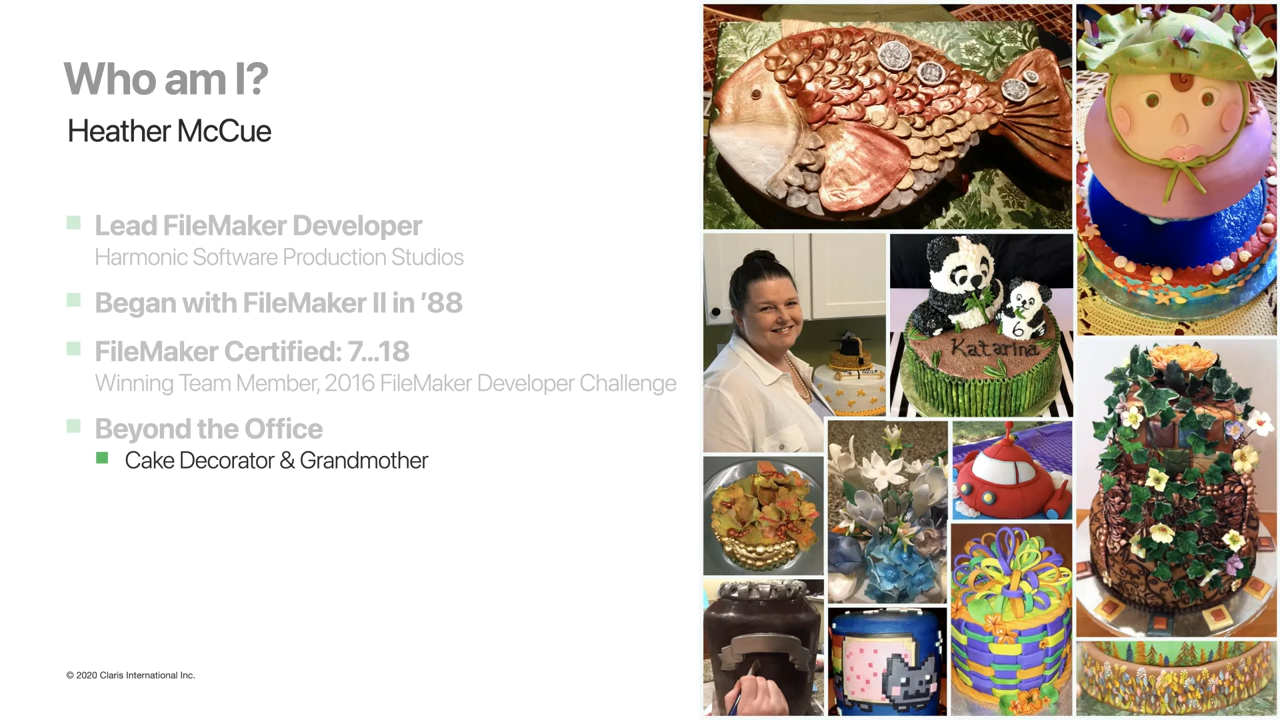 Who am I?
Heather McCue
Lead FileMaker Developer
Harmonic Software Production Studios
Began with FileMaker II in ’88
FileMaker Certified: 7...18
Winning Team Member, 2016 FileMaker Developer Challenge
Beyond the Office
Cake Decorator & Grandmother
© 2020 Claris International Inc.
6
Katarina